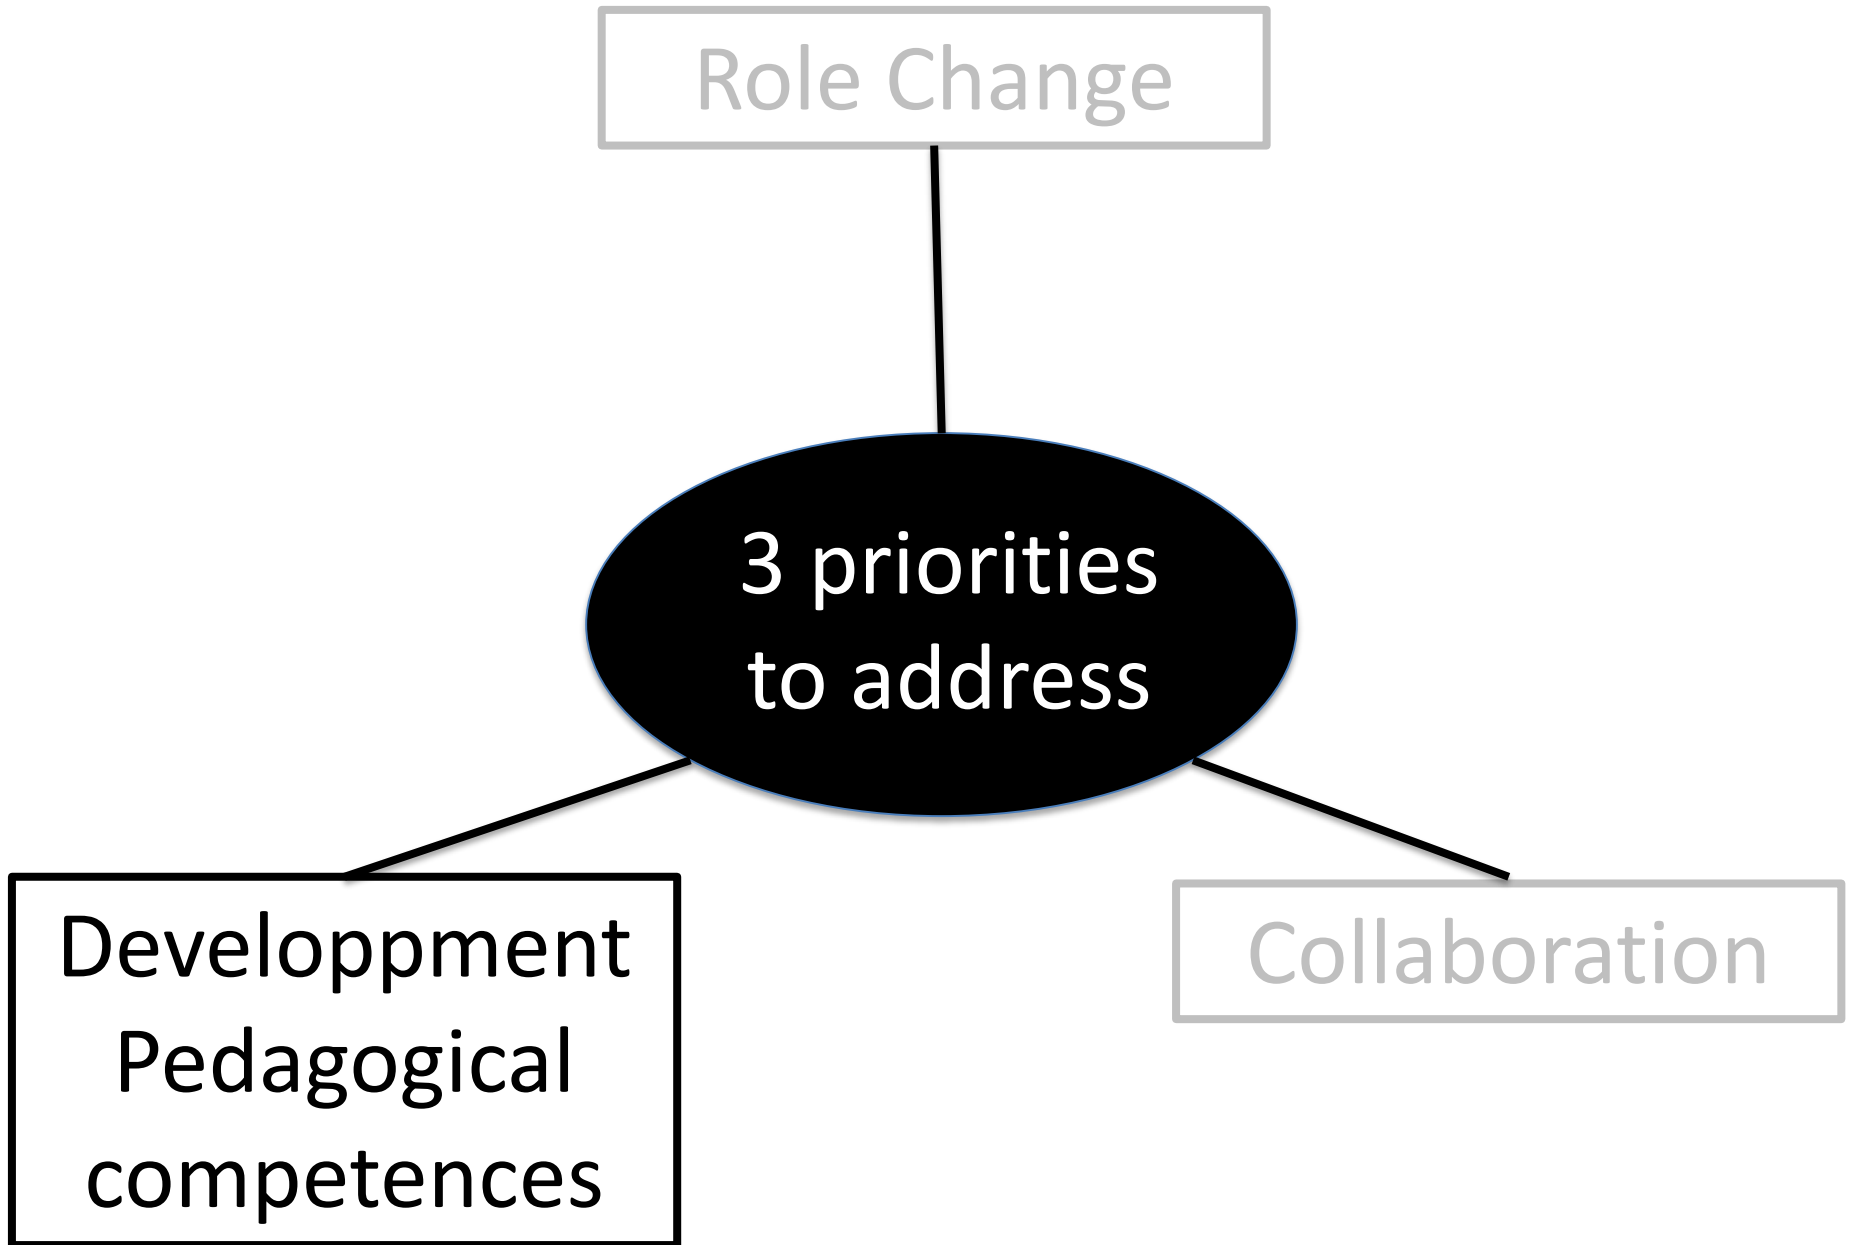 Role Change
3 priorities
to address
Developpment
Pedagogical
competences
Collaboration